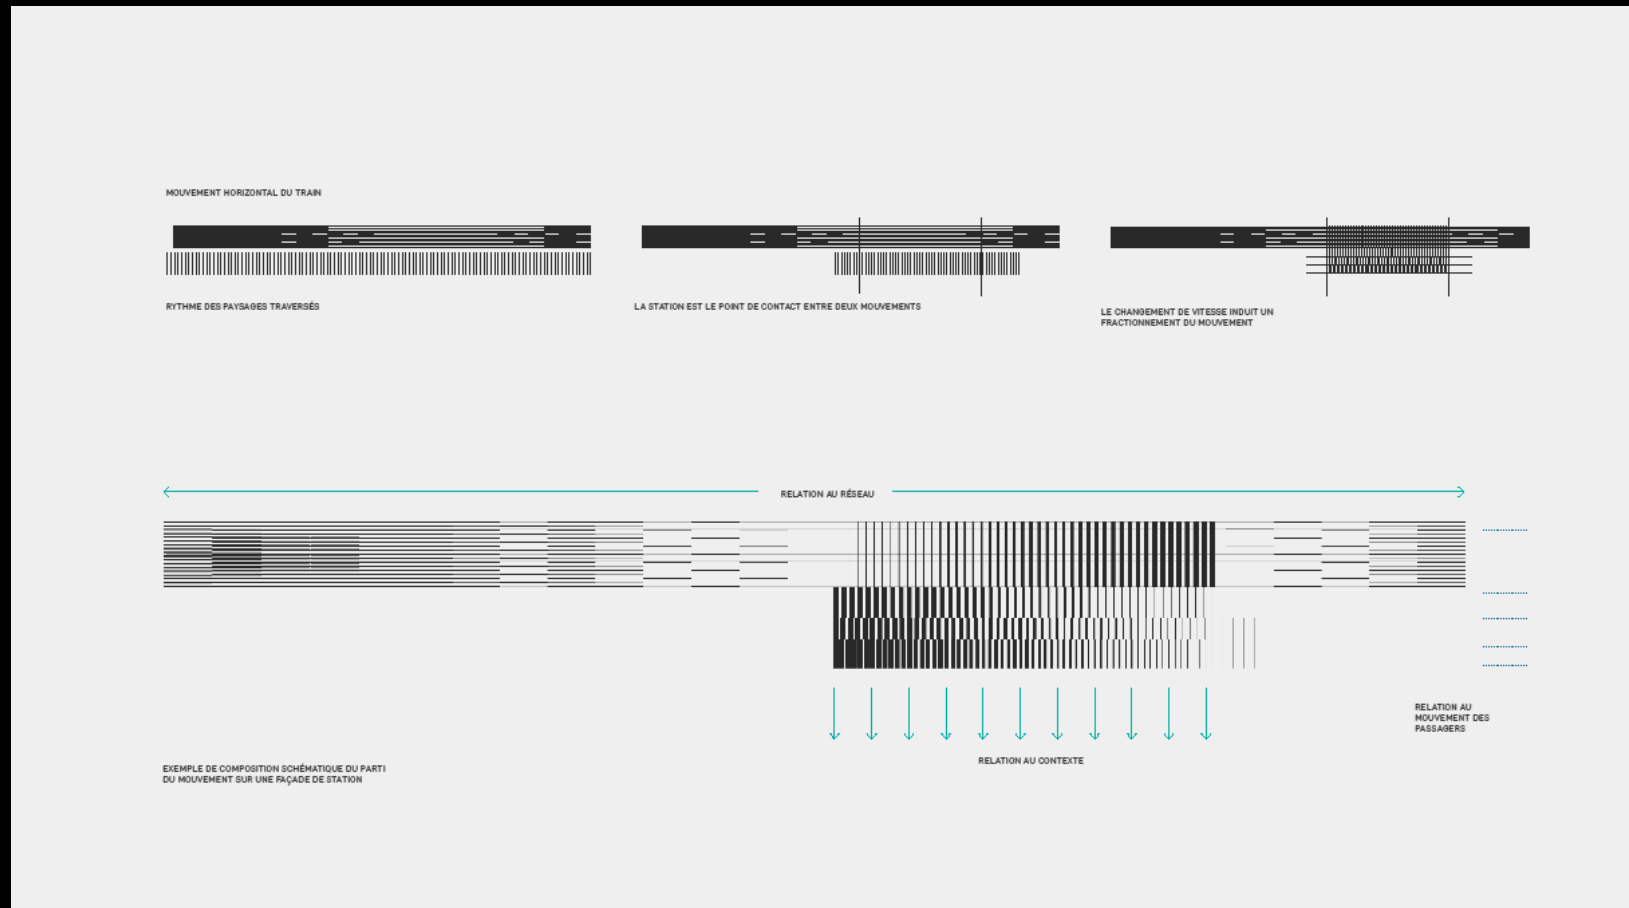 MOUVEMENT HORIZONTAL DU TRAIN
RYTHME DES PAYSAGES TRAVERSÉS
LA STATION EST LE POINT DE CONTACT ENTRE DEUX MOUVEMENTS
LE CHANGEMENT DE VITESSE INDUIT UN
FRACTIONNEMENT DU MOUVEMENT
RELATION AU RÉSEAU
RELATION AU
MOUVEMENT DES
PASSAGERS
RELATION AU CONTEXTE
EXEMPLE DE COMPOSITION SCHÉMATIQUE DU PARTI
DU MOUVEMENT SUR UNE FAÇADE DE STATION